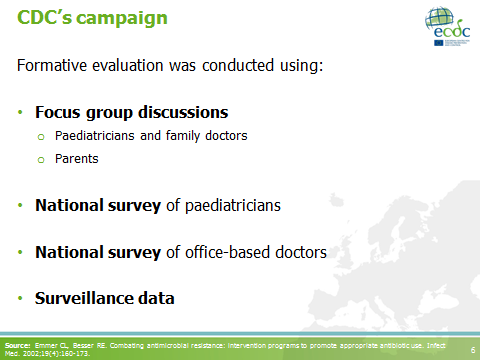 CDC's campaign
ecdc
Formative evaluation was conducted using:
• Focus group discussions
o Paediatricians and family doctors
o Parents
• National survey of paediatricians
• National survey of office-based doctors
• Surveillance data
Source: Emmer CL, Besser RE. Combating antimicrobial resistance: intervention programs to promote appropriate antibiotic use. Infect
Med. 2002;19(4):160-173.
6